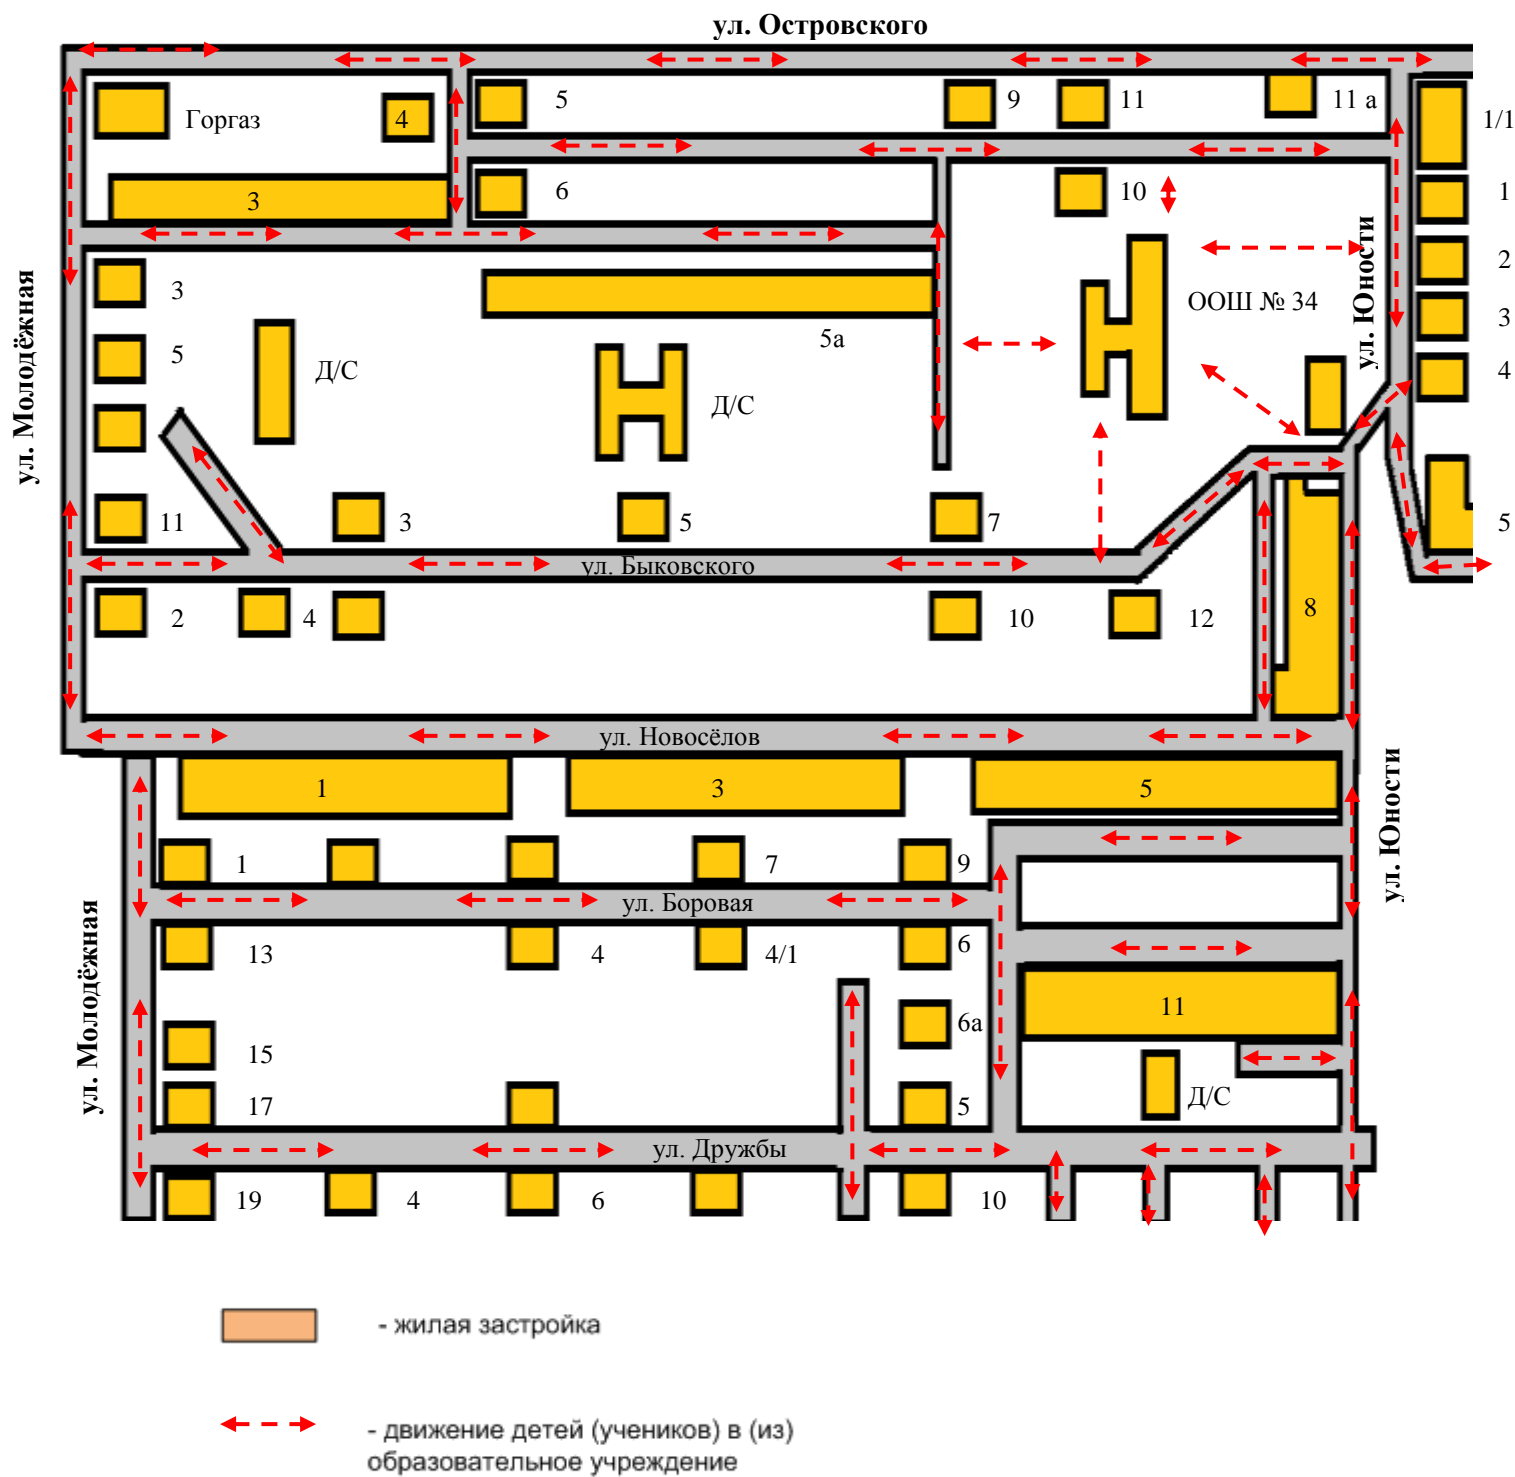 ул. Островского
5
9
11
11 а
1/1
Горгаз
4
3
6
10
1
2
ООШ № 34
ул. Юности
3
3
5
5а
4
Д/С
Д/С
ул. Молодёжная
11
3
5
7
5
ул. Быковского
2
4
10
12
8
ул. Новосёлов
1
3
5
ул. Юности
1
7
9
ул. Боровая
13
4
4/1
6
ул. Молодёжная
15
6а
11
17
5
Д/С
ул. Дружбы
19
4
6
10
- жилая застройка
- движение детей (учеников) в (из)
образовательное учреждение